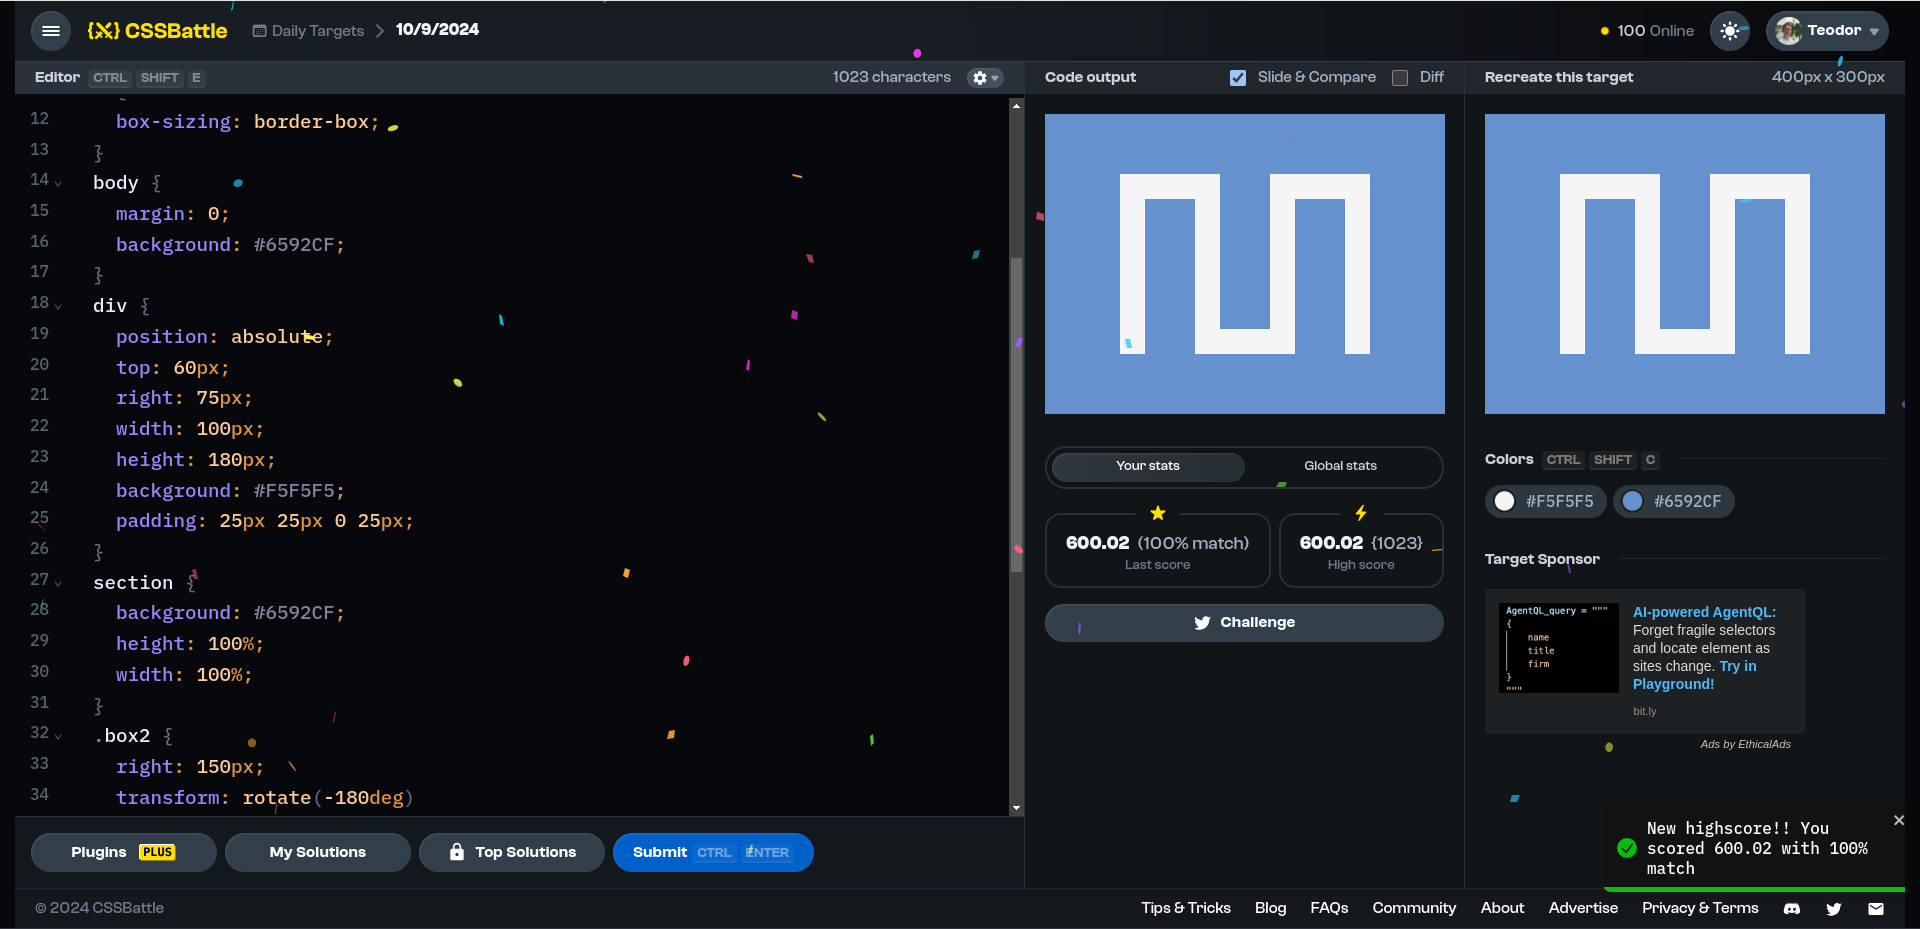 CSSBattle
Daily Targets
10/9/2024
100 Online
Teodor
Editor CTRL SHIFT E
1023 characters
Code output
Slide & Compare
Diff
Recreate this target
400px x 300px
12 box-sizing: border-box;
13 }
14 body {
15 margin: 0;
16 background: #6592CF;
17 }
18 div {
19 position: absolute;
20 top: 60px;
21 right: 75px;
22 width: 100px;
23 height: 180px;
24 background: #F5F5F5;
25 padding: 25px 25px 0 25px;
26 }
27 section {
28 background: #6592CF;
29 height: 100%;
30 width: 100%;
31 }
32 .box2 {
33 right: 150px;
34 transform: rotate(-180deg)
Your stats
Global stats
600.02 (100% match)
Last score
600.02 {1023}
High score
Challenge
Colors CTRL SHIFT C
#F5F5F5
#6592CF
Target Sponsor
AgentQL_query = """
{
name
title
firm
}
"""
AI-powered AgentQL:
Forget fragile selectors
and locate element as
sites change. Try in
Playground!
bit.ly
Ads by EthicalAds
New highscore!! You
scored 600.02 with 100%
match
Plugins PLUS
My Solutions
Top Solutions
Submit CTRL ENTER
© 2024 CSSBattle
Tips & Tricks
Blog
FAQs
Community
About
Advertise
Privacy & Terms